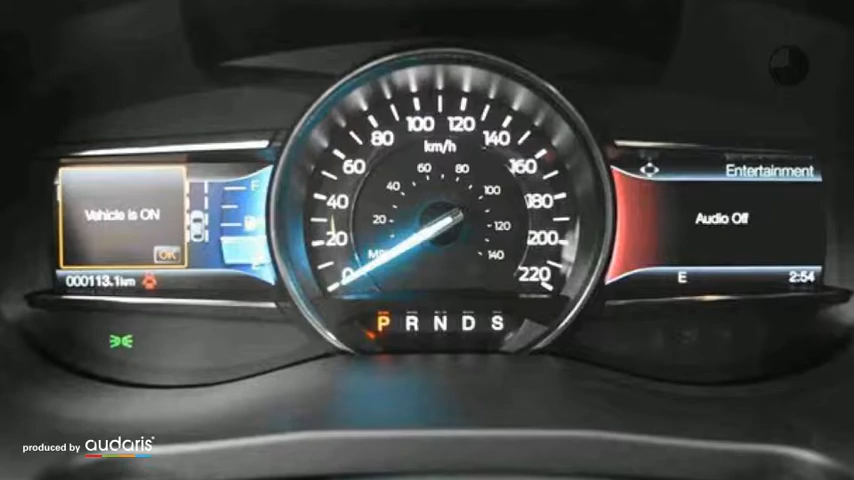 Vehicle is ON
OK
000113.1km
F
0
20
40
60
80
100
120
140
160
180
200
220
km/h
20
40
60
80
100
120
140
P R N D S
Entertainment
Audio Off
E
2:54
produced by audaris